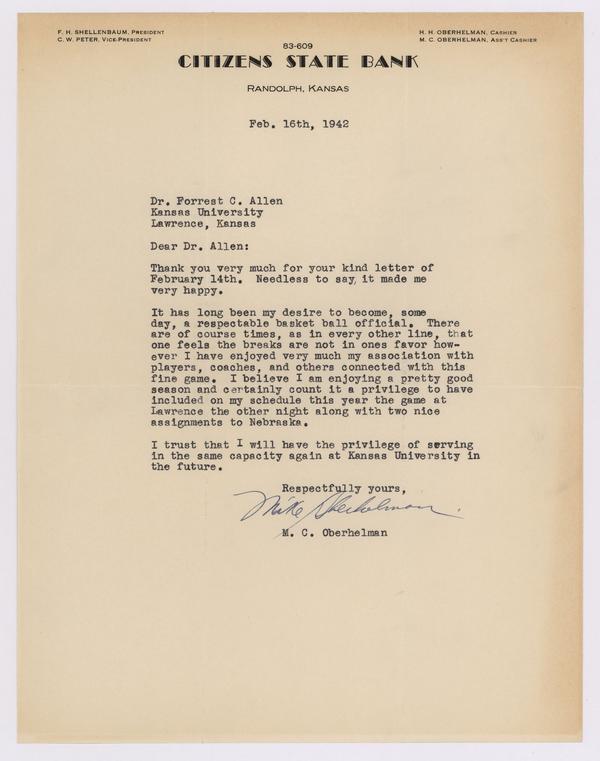 F. H. SHELLENBAUM, PRESIDENT
C. W. PETER, VICE-PRESIDENT
H. H. OBERHELMAN, CASHIER
M. C. OBERHELMAN, ASS'T CASHIER
83-609
CITIZENS STATE BANK
RANDOLPH, KANSAS
Feb. 16th, 1942
Dr. Forrest C. Allen
Kansas University
Lawrence, Kansas
Dear Dr. Allen:
Thank you very much for your kind letter of
February 14th. Needless to say, it made me
very happy.
It has long been my desire to become, some
day, a respectable basket ball official. There
are of course times, as in every other line, that
one feels the breaks are not in ones favor how-
ever I have enjoyed very much my association with
players, coaches, and others connected with this
fine game. I believe I am enjoying a pretty good
season and certainly count it a privilege to have
included on my schedule this year the game at
Lawrence the other night along with two nice
assignments to Nebraska.
I trust that I will have the privilege of serving
in the same capacity again at Kansas University in
the future.
Respectfully yours,
Mike Oberhelman.
M. C. Oberhelman